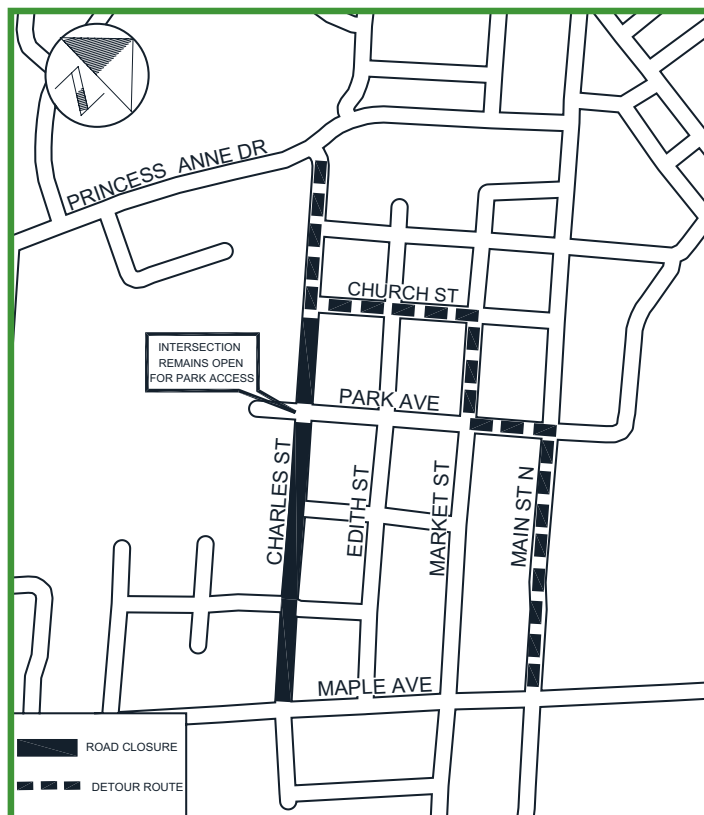 PRINCESS ANNE DR
CHURCH ST
INTERSECTION
REMAINS OPEN
FOR PARK ACCESS
PARK AVE
CHARLES ST
EDITH ST
MARKET ST
MAIN ST N
MAPLE AVE
ROAD CLOSURE
DETOUR ROUTE